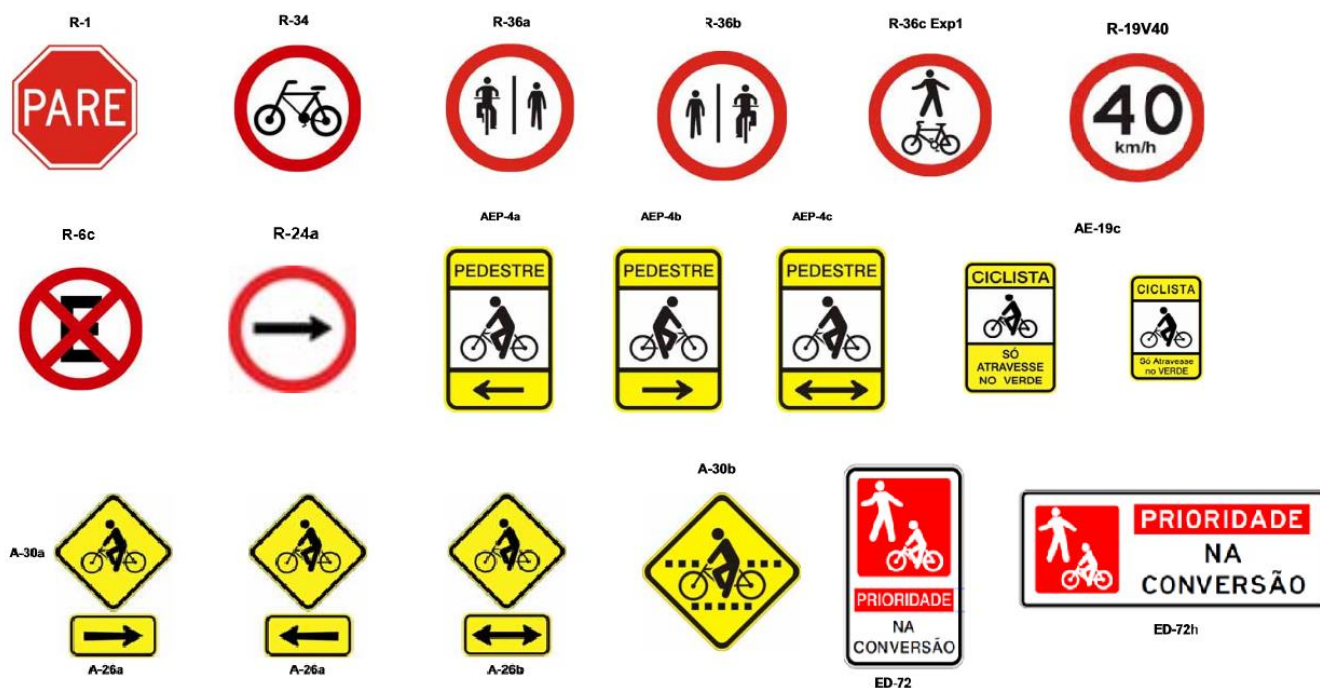 R-1
R-34
R-36a
R-36b
R-36c Exp1
R-19V40
PARE
40
km/h
R-6c
R-24a
AEP-4a
AEP-4b
AEP-4c
AE-19c
E
PEDESTRE
PEDESTRE
PEDESTRE
CICLISTA
SÓ
ATRAVESSE
NO VERDE
CICLISTA
Só Atravesse
no VERDE
A-30a
A-26a
A-26a
A-26b
A-30b
PRIORIDADE
NA
CONVERSÃO
ED-72
PRIORIDADE
NA
CONVERSÃO
ED-72h